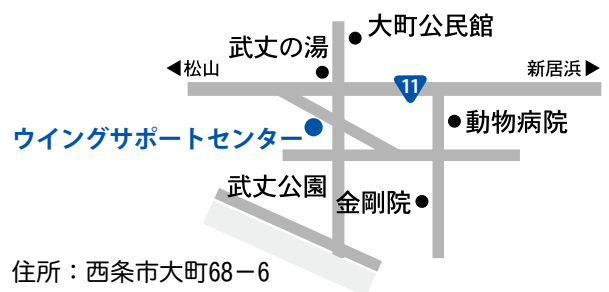 大町公民館
武丈の湯
◀松山
新居浜▶
11
動物病院
ウイングサポートセンター
武丈公園
金剛院
住所：西条市大町68−6